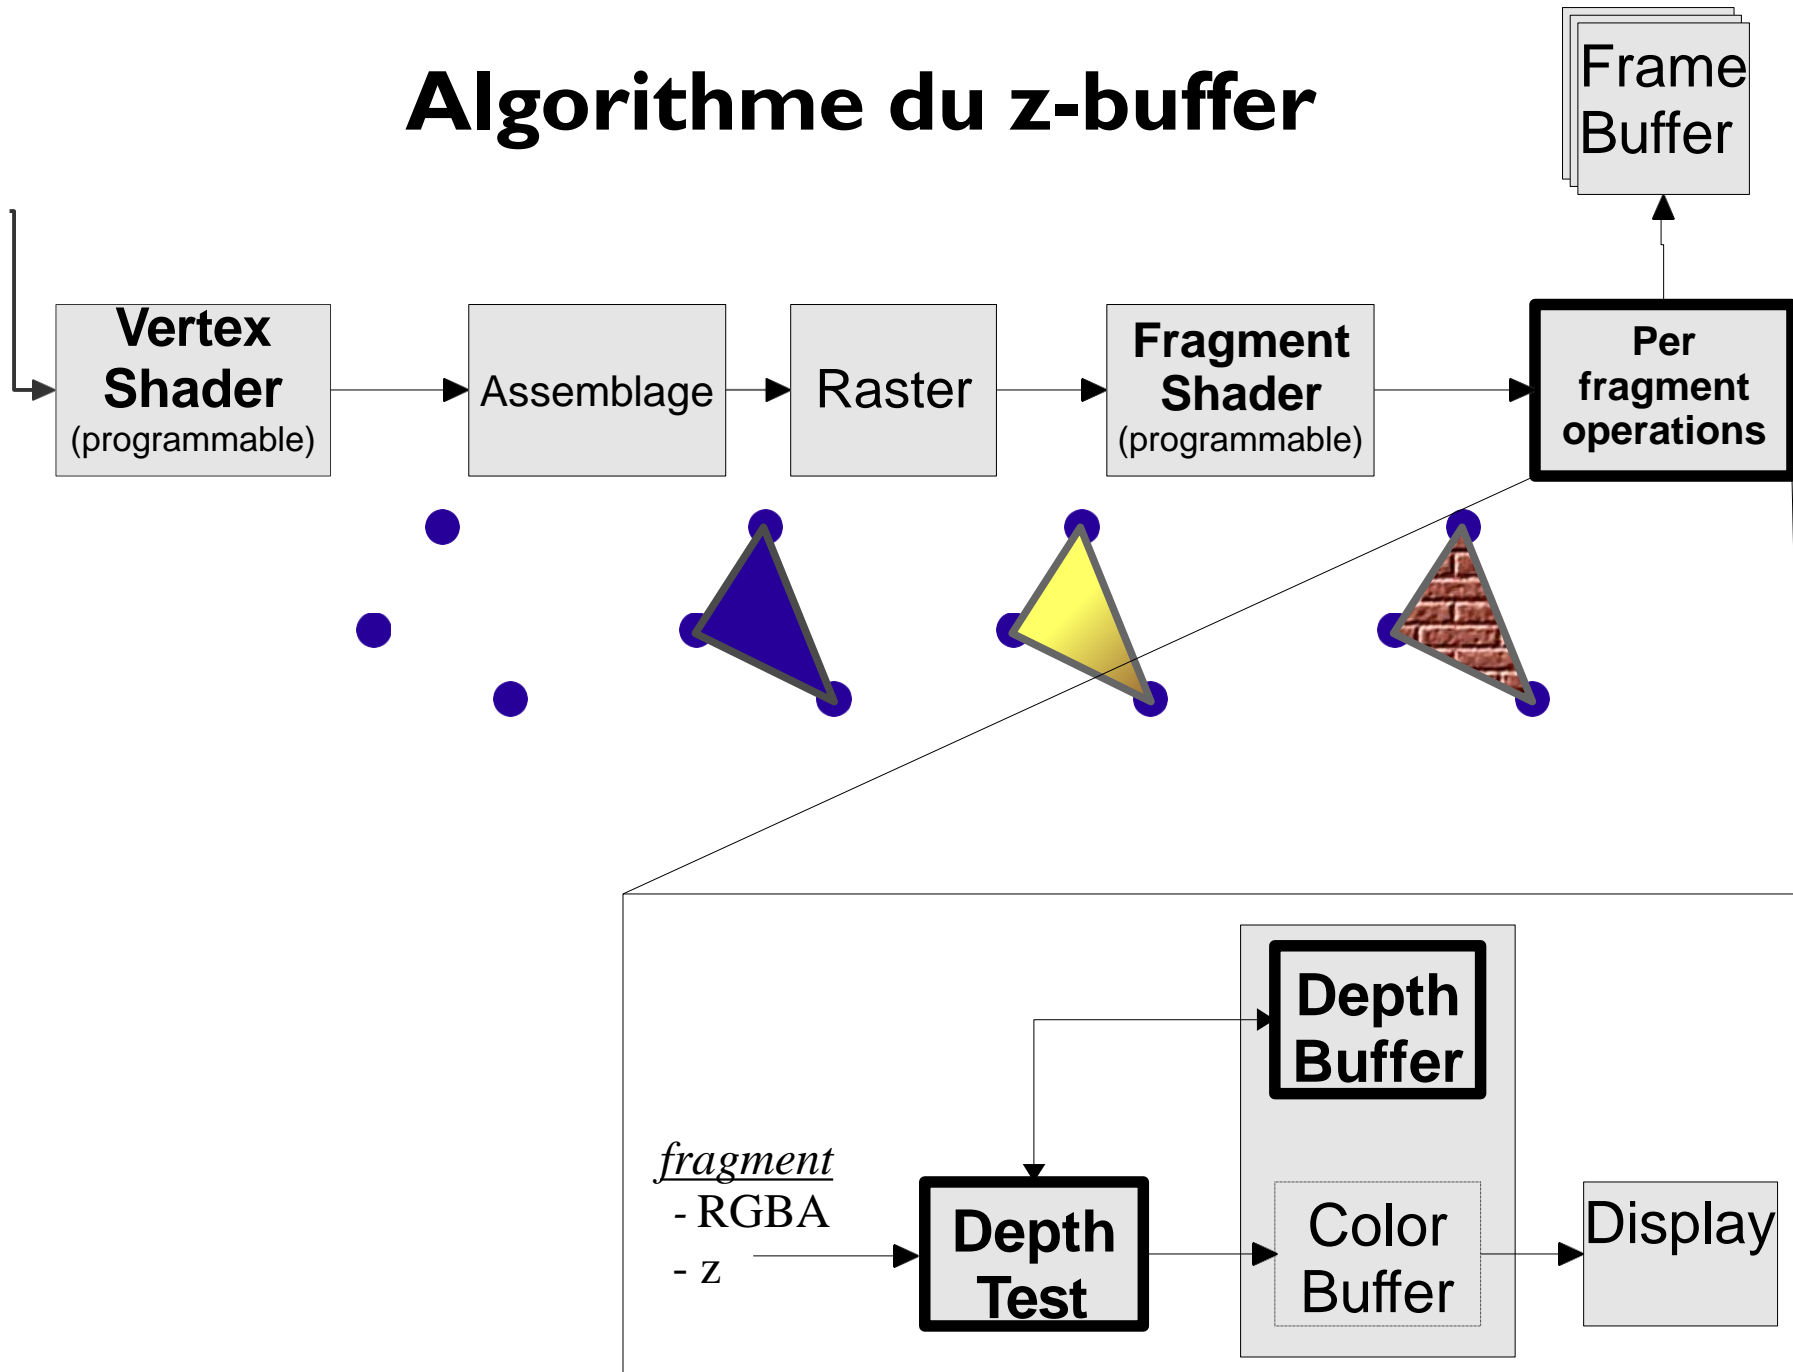 Algorithme du z-buffer
Frame
Buffer
Vertex
Shader
(programmable)
Assemblage
Raster
Fragment
Shader
(programmable)
Per
fragment
operations
Depth
Buffer
fragment
- RGBA
- z
Depth
Test
Color
Buffer
Display